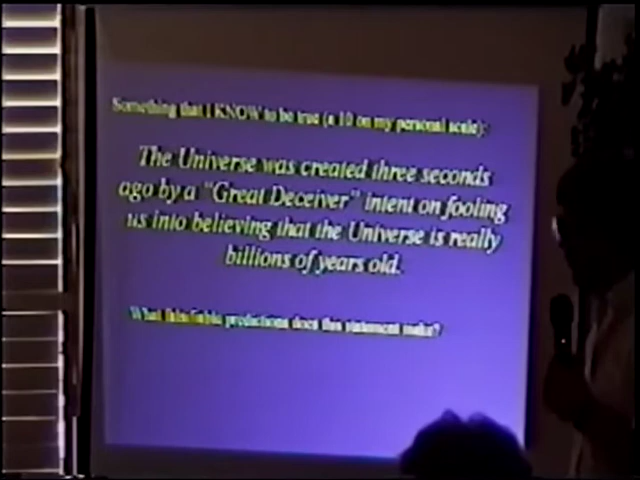 Something that I KNOW to be true (a 10 on my personal scale):
The Universe was created three seconds
ago by a "Great Deceiver" intent on fooling
us into believing that the Universe is really
billions of years old.
What falsifiable predictions does this statement make?